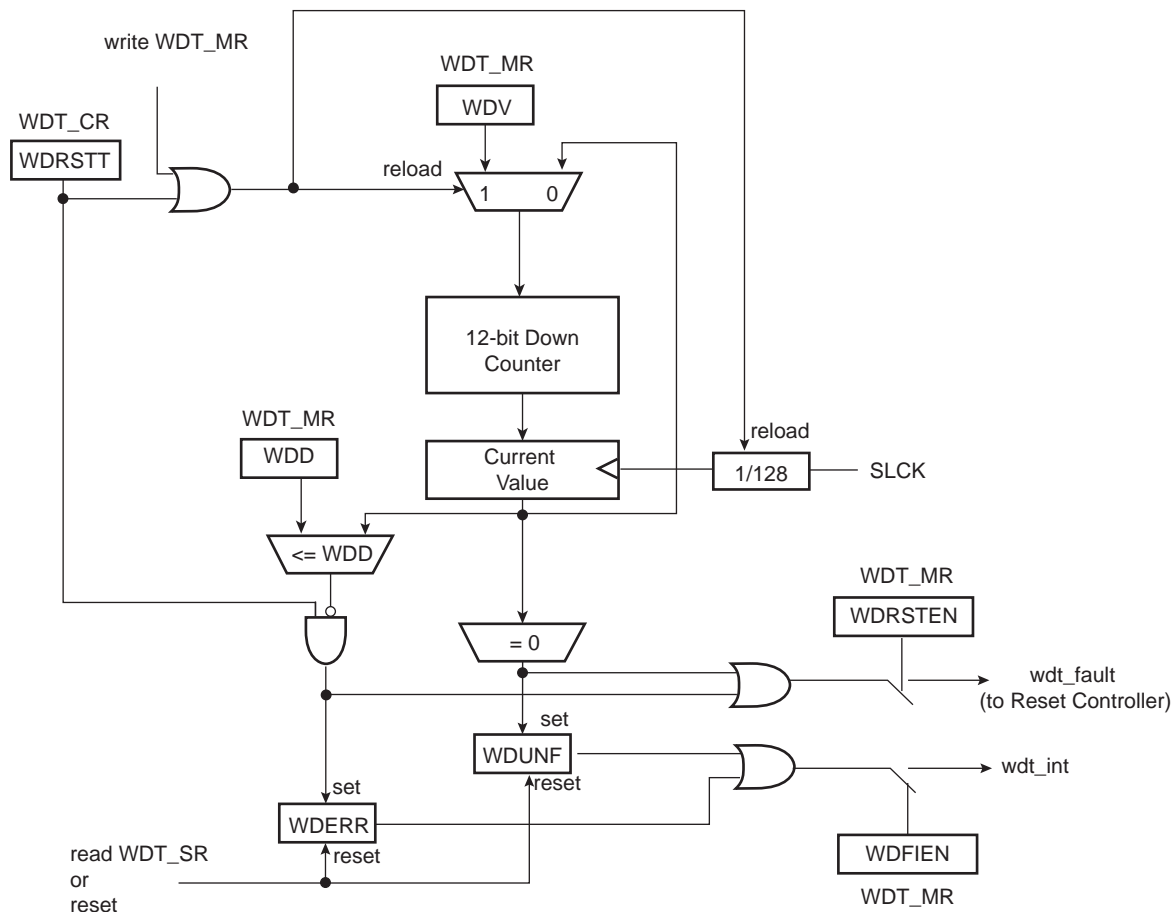 write WDT_MR
WDT_MR
WDV
WDT_CR
WDRSTT
reload
1 0
12-bit Down
Counter
WDT_MR
WDD
reload
Current
Value
1/128
SLCK
<= WDD
WDT_MR
WDRSTEN
= 0
wdt_fault
(to Reset Controller)
set
WDUNF
reset
wdt_int
set
WDERR
reset
WDFIEN
WDT_MR
read WDT_SR
or
reset